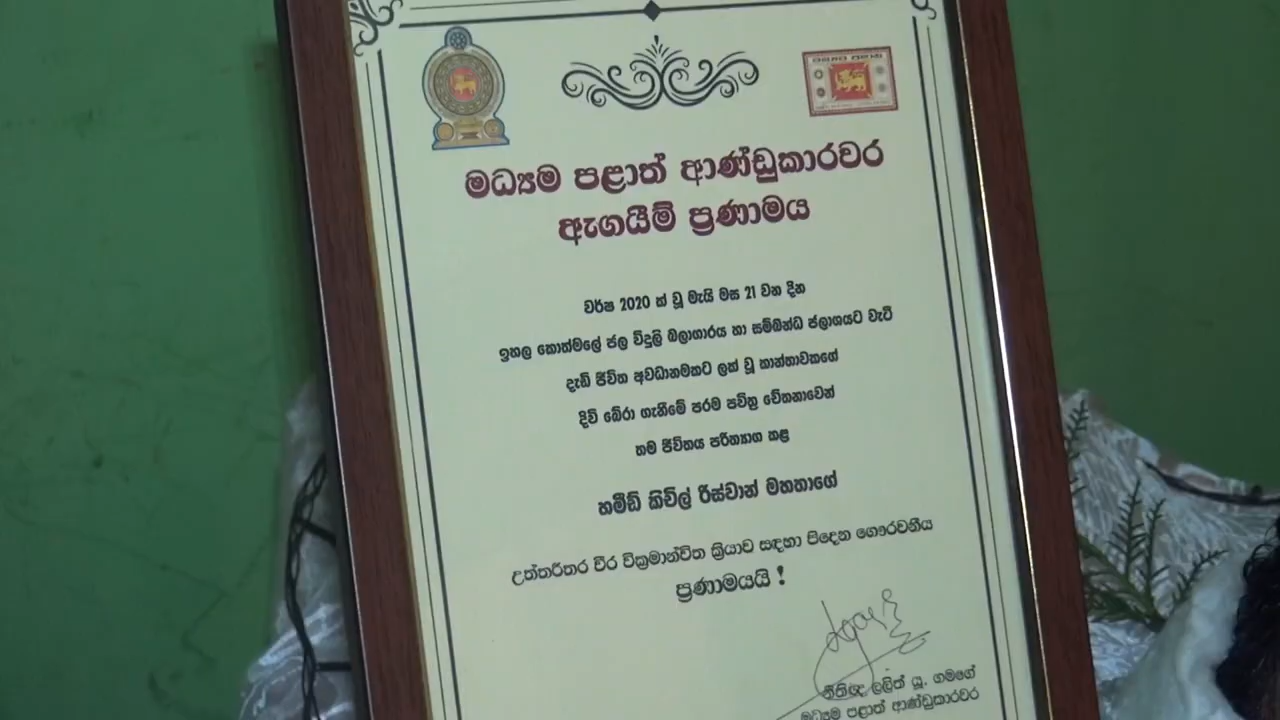 මධ්‍යම පළාත් ආණ්ඩුකාරවර
ඇගයීම් ප්‍රණාමය
වර්ෂ 2020 ක් වූ මැයි මස 21 වන දින
ඉහල කොත්මලේ ජල විදුලි බලාගාරය හා සම්බන්ධ ජලාශයට වැටී
දැඩි ජීවිත අවධානමකට ලක් වූ කාන්තාවකගේ
දිවි බේරා ගැනීමේ පරම පවිත්‍ර චේතනාවෙන්
තම ජීවිතය පරිත්‍යාග කළ
හමීඩ් කිචිල් රිස්වාන් මහතාගේ
උත්තරීතර වීර වික්‍රමාන්විත ක්‍රියාව සඳහා පිදෙන ගෞරවනීය
ප්‍රණාමයයි !
නීතිඥ ලලිත් යූ. ගමගේ
මධ්‍යම පළාත් ආණ්ඩුකාරවර